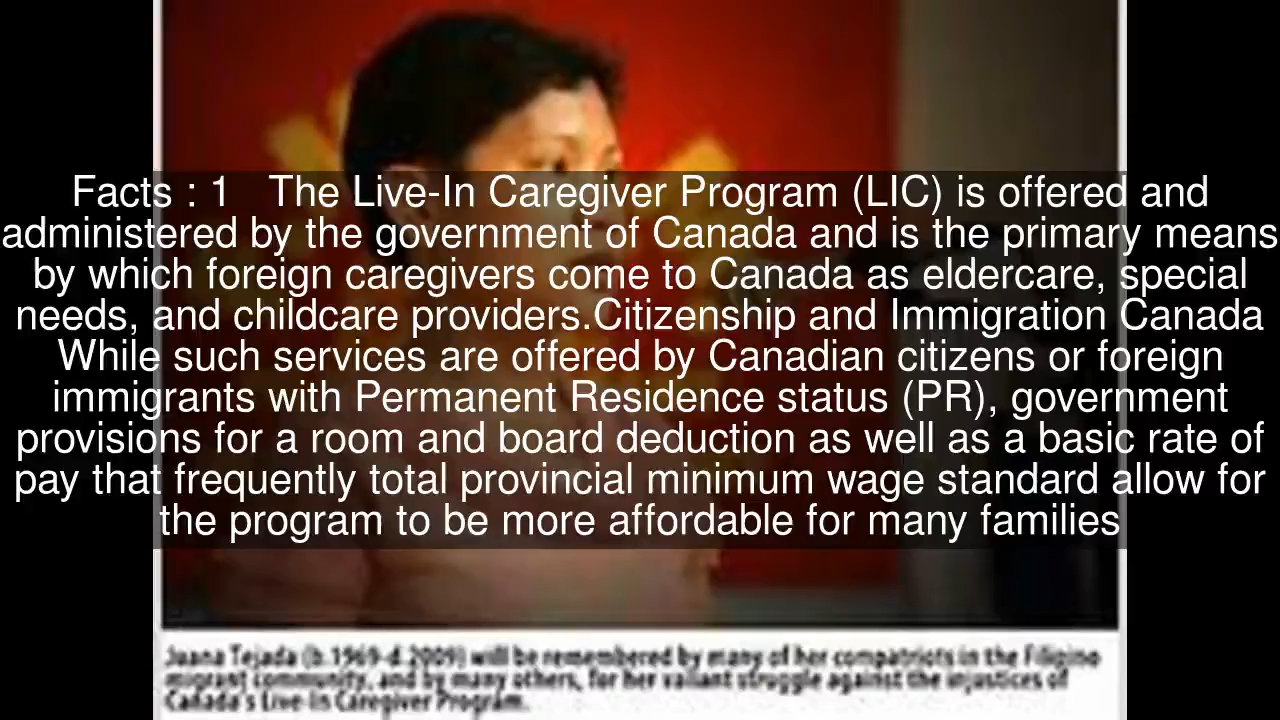 Facts : 1 The Live-In Caregiver Program (LIC) is offered and
administered by the government of Canada and is the primary means
by which foreign caregivers come to Canada as eldercare, special
needs, and childcare providers.Citizenship and Immigration Canada
While such services are offered by Canadian citizens or foreign
immigrants with Permanent Residence status (PR), government
provisions for a room and board deduction as well as a basic rate of
pay that frequently total provincial minimum wage standard allow for
the program to be more affordable for many families
Juana Tejada (b.1969-d.2009) will be remembered by many of her compatriots in the Filipino
migrant community, and by many others, for her valiant struggle against the injustices of
Canada's Live-In Caregiver Program.